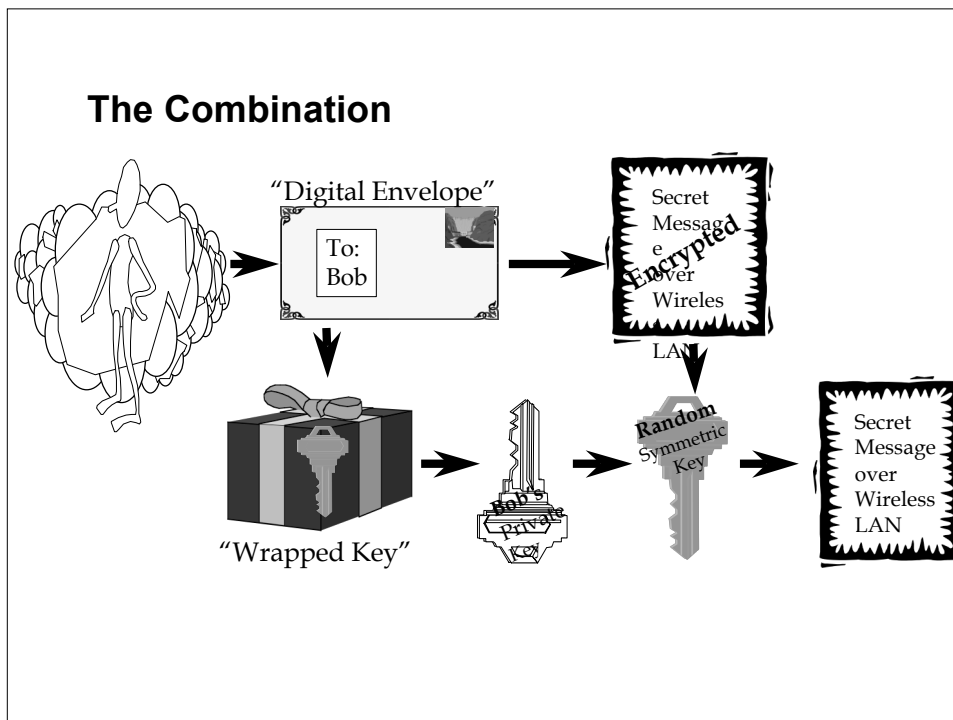 The Combination
“Digital Envelope”
To:
Bob
Secret
Messag
e
over
Wireles
LAN
Encrypted
“Wrapped Key”
Bob's
Private
Key
Random
Symmetric
Key
Secret
Message
over
Wireless
LAN